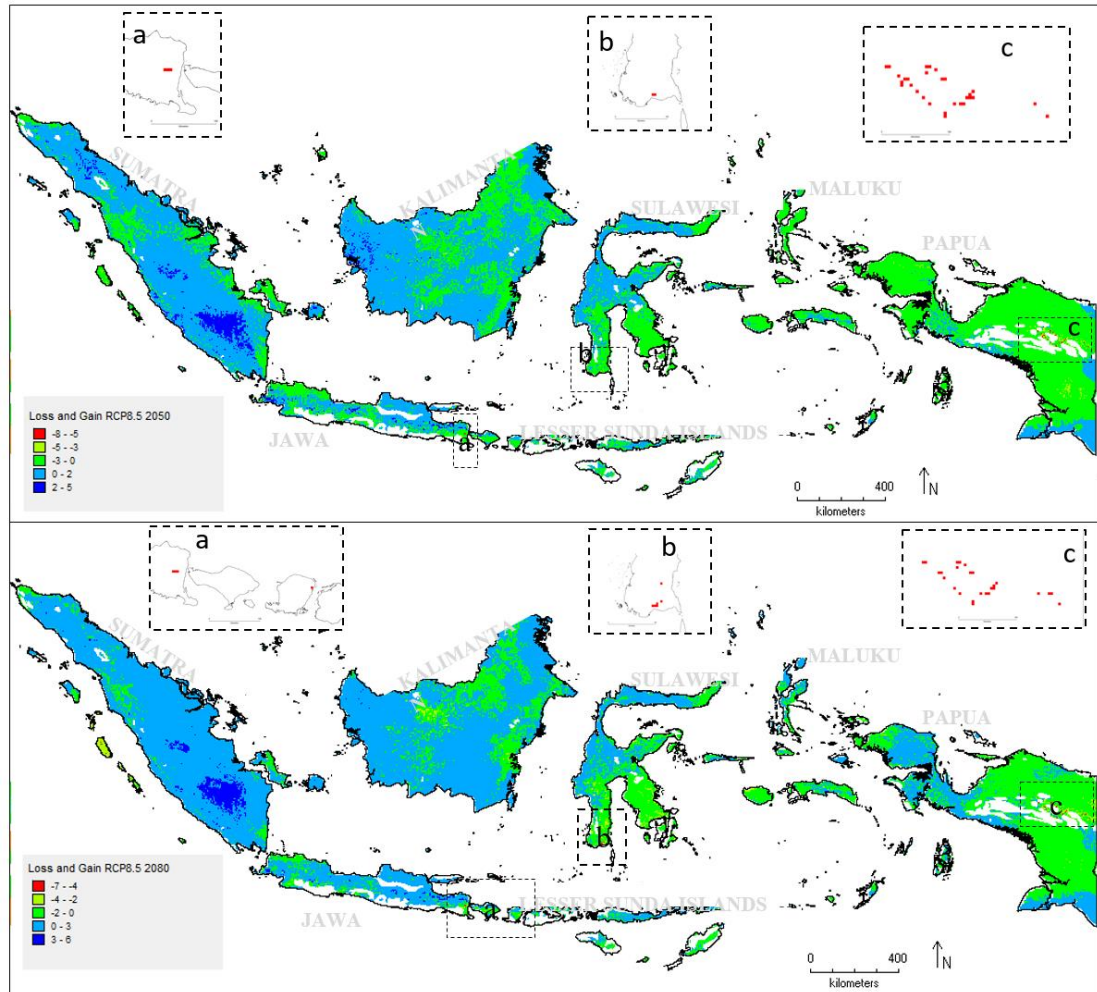 a
b
c
SUMATRA
KALIMANTA
SULAWESI
MALUKU
PAPUA
c
b
Loss and Gain RCP8.5 2050
-8 - -5
-5 - -3
-3 - 0
0 - 2
2 - 5
JAWA
a
LESSER SUNDA ISLANDS
0 400
kilometers
N
a
b
c
SUMATRA
KALIMANTA
SULAWESI
MALUKU
PAPUA
c
b
Loss and Gain RCP8.5 2080
-7 - -4
-4 - -2
-2 - 0
0 - 3
3 - 6
JAWA
LESSER SUNDA ISLANDS
0 400
kilometers
N